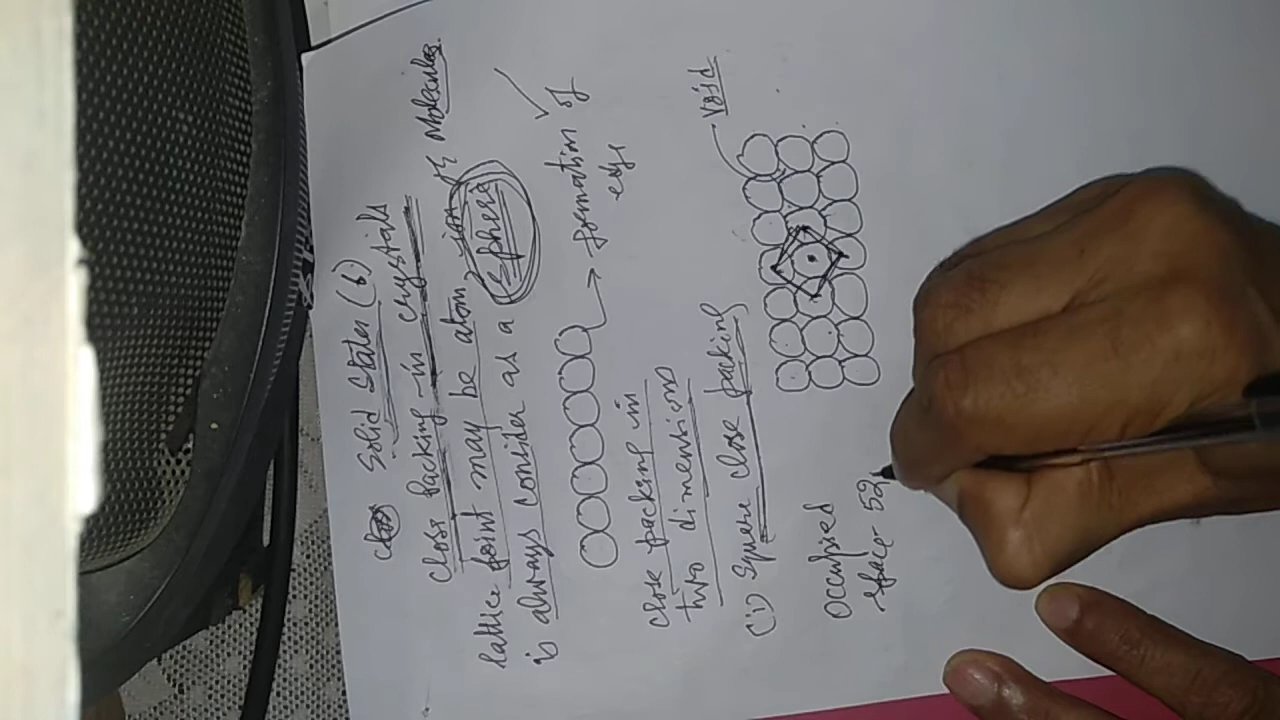 Solid States (6)
Close Packing in crystals
Lattice point may be atom, ion or Molecules.
is always consider as a sphere
→ formation of
edge
close packing in
two dimensions
(i) Square close packing
Void
Occupied
space 52